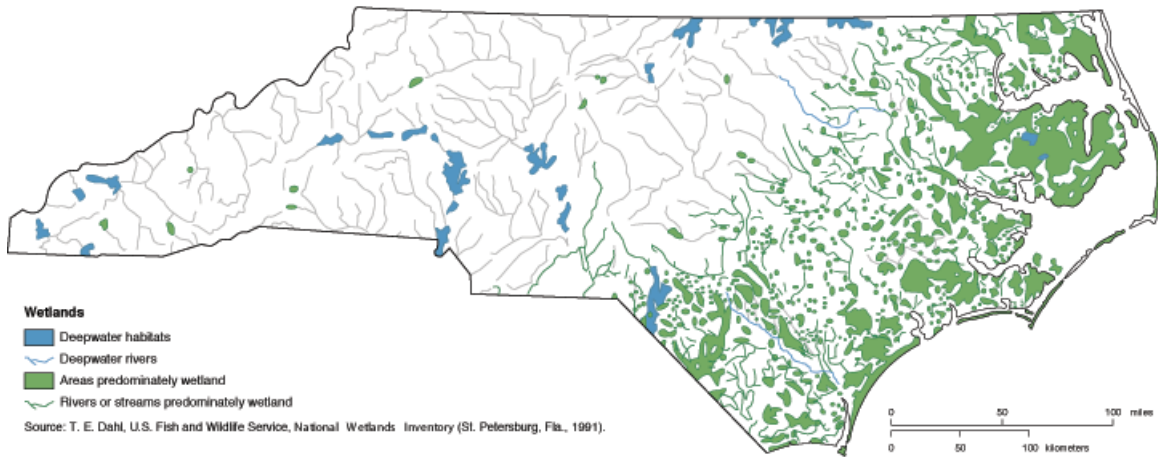 Wetlands
Deepwater habitats
Deepwater rivers
Areas predominately wetland
Rivers or streams predominately wetland
Source: T. E. Dahl, U.S. Fish and Wildlife Service, National Wetlands Inventory (St. Petersburg, Fla., 1991).
0 50 100 miles
0 50 100 kilometers